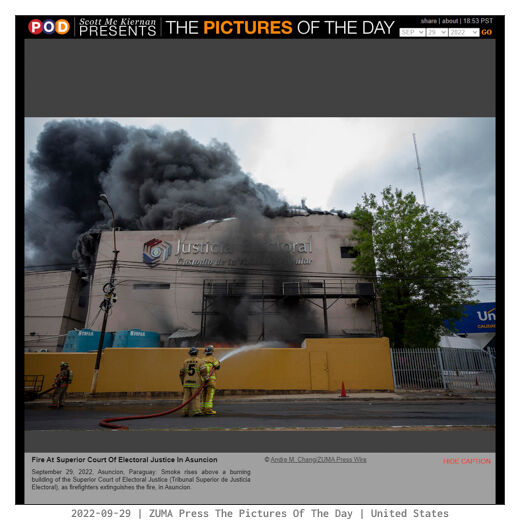 POD Scott Mc Kiernan PRESENTS THE PICTURES OF THE DAY
share | about | 18:53 PST
SEP 29 2022 GO
Justicia Electoral
Custodio de la
5
Un
Fire At Superior Court Of Electoral Justice In Asuncion
September 29, 2022, Asuncion, Paraguay: Smoke rises above a burning
building of the Superior Court of Electoral Justice (Tribunal Superior de Justicia
Electoral), as firefighters extinguishes the fire, in Asuncion.
© Andre M. Chang/ZUMA Press Wire
HIDE CAPTION
2022-09-29 | ZUMA Press The Pictures Of The Day | United States